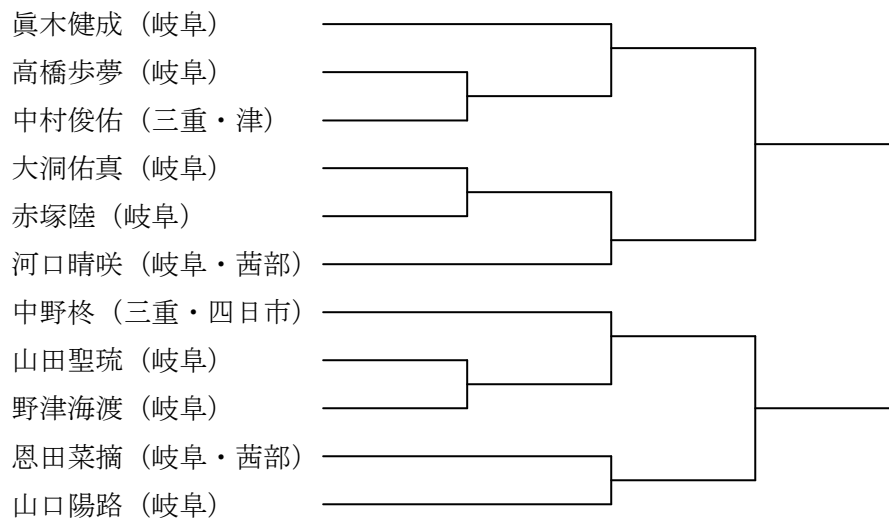 眞木健成（岐阜）
高橋歩夢（岐阜）
中村俊佑（三重・津）
大洞佑真（岐阜）
赤塚陸（岐阜）
河口晴咲（岐阜・茜部）
中野柊（三重・四日市）
山田聖琉（岐阜）
野津海渡（岐阜）
恩田菜摘（岐阜・茜部）
山口陽路（岐阜）